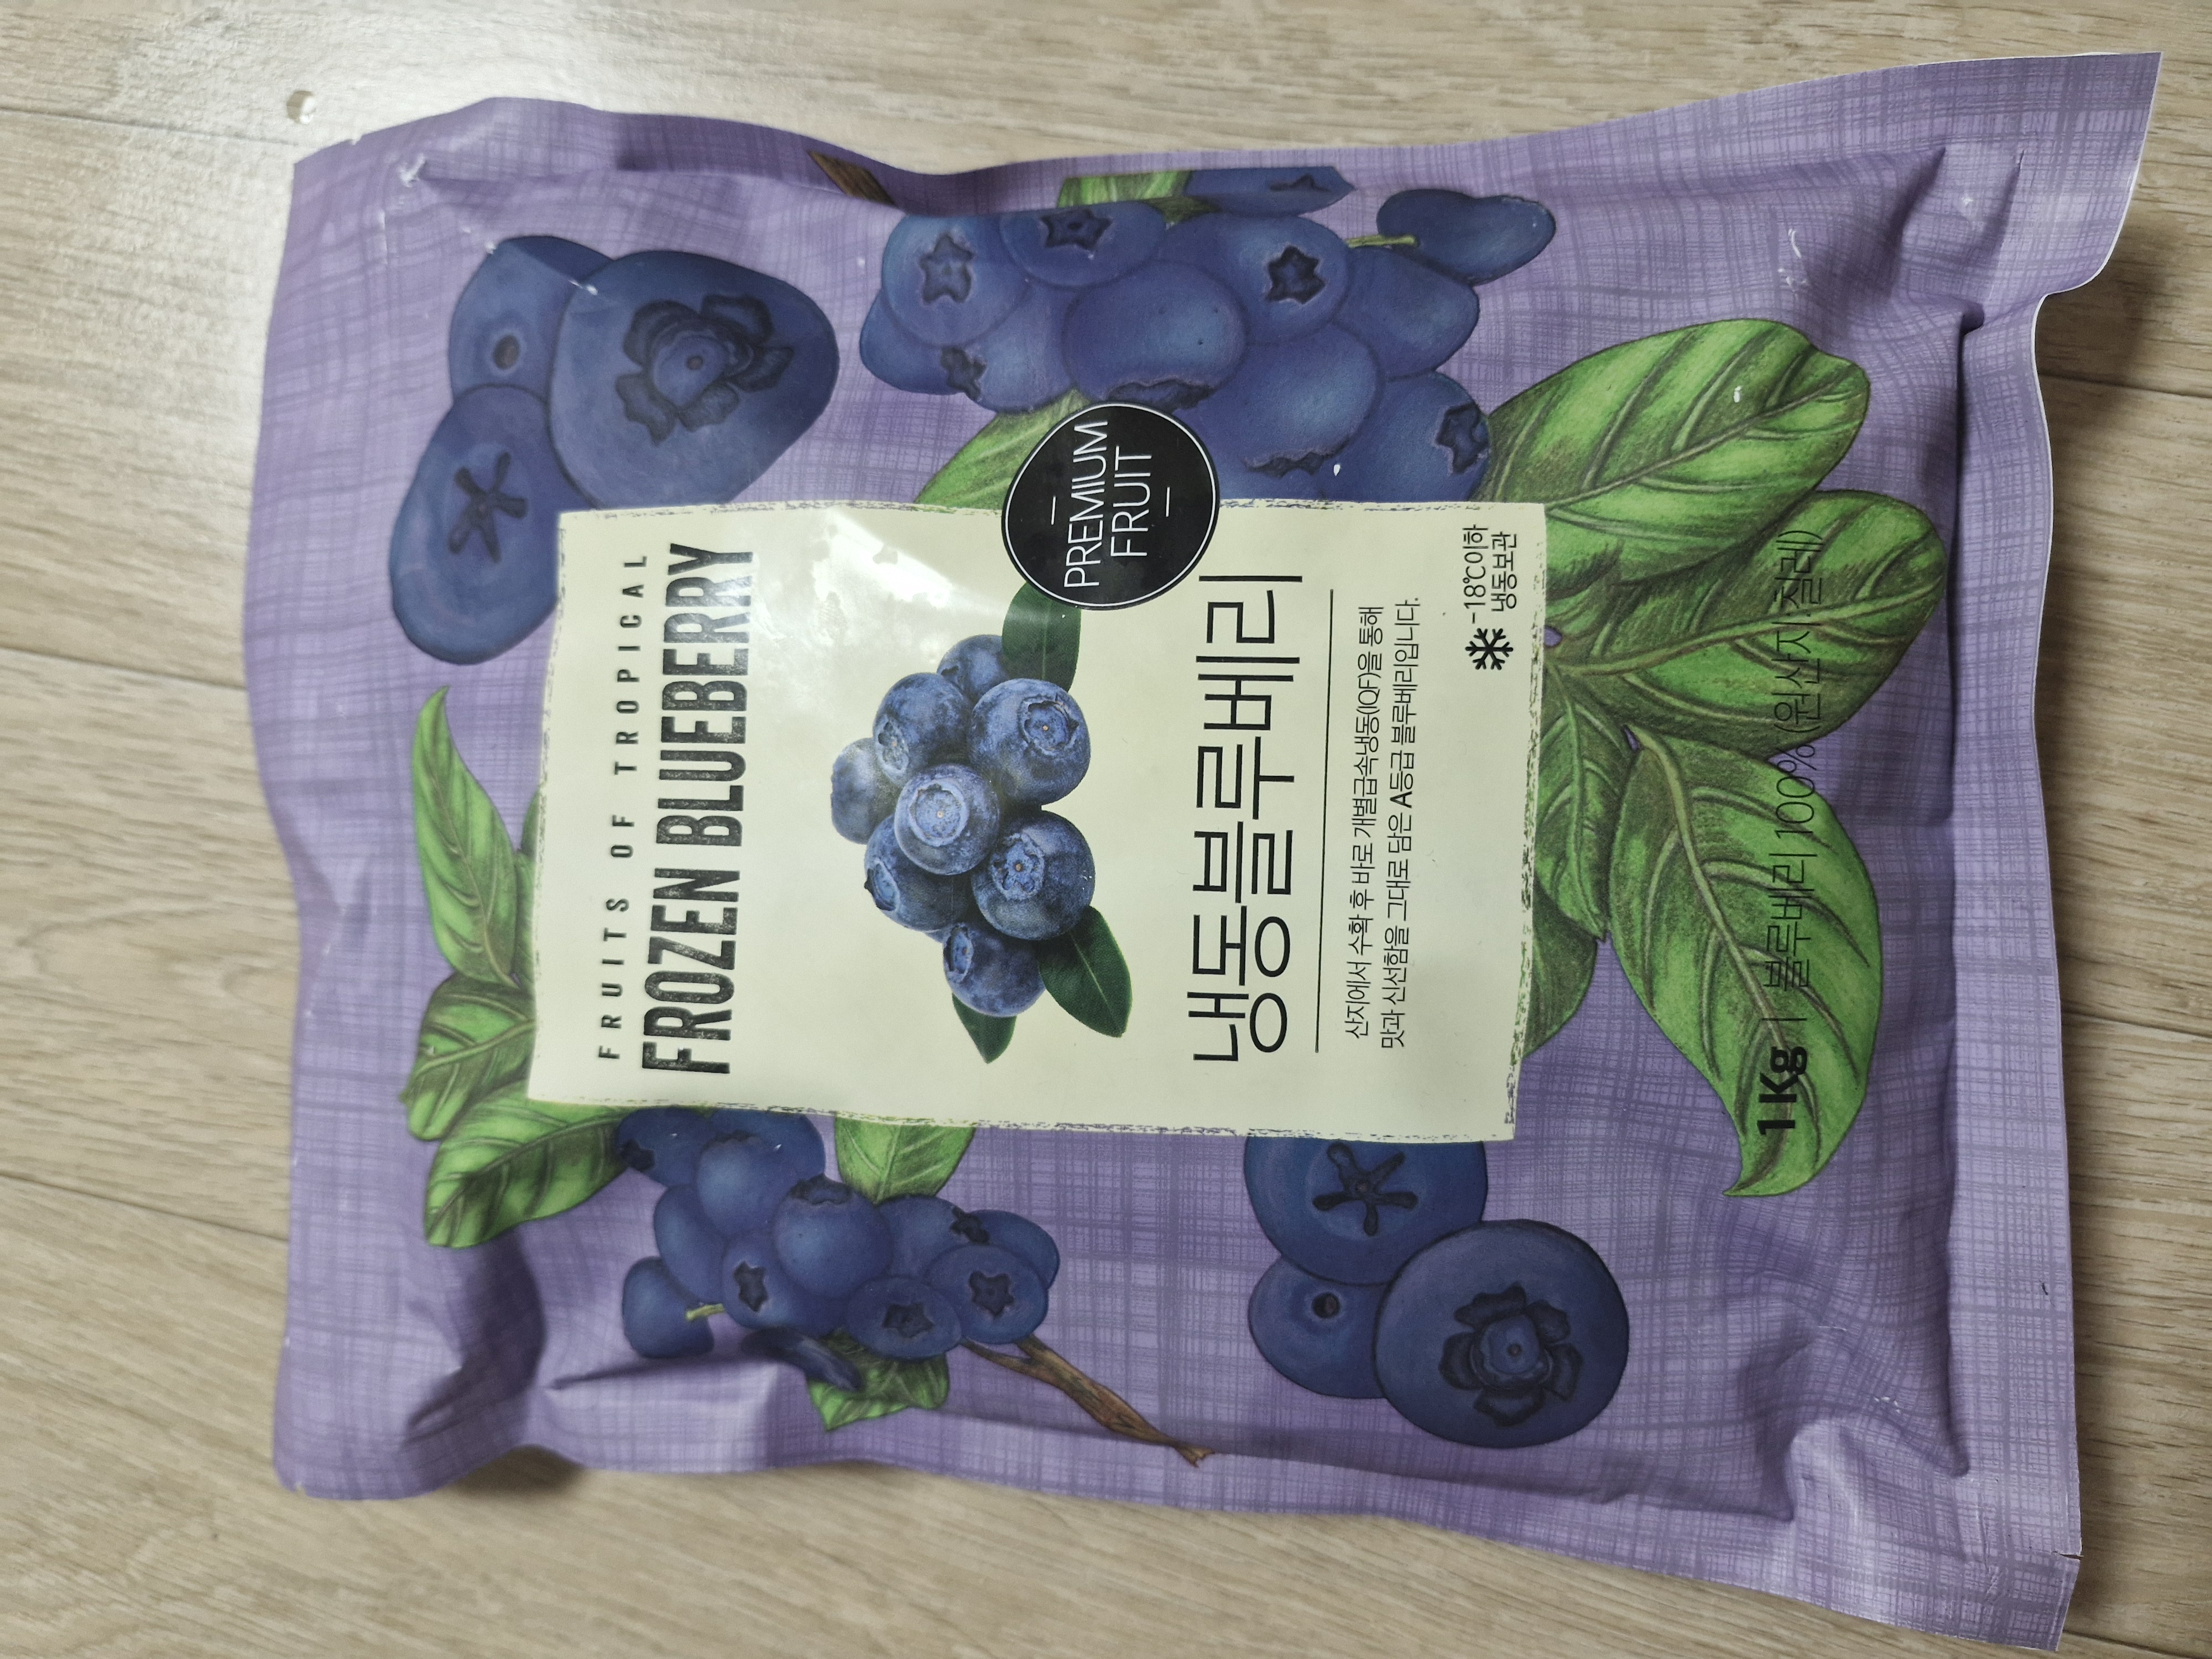 FRUITS OF TROPICAL
FROZEN BLUEBERRY
PREMIUM
FRUIT
냉동블루베리
산지에서 수확 후 바로 개별급속냉동(IQF)을 통해
맛과 신선함을 그대로 담은 A등급 블루베리입니다.
-18℃이하
냉동보관
1Kg | 블루베리 100% (원산지:칠레)